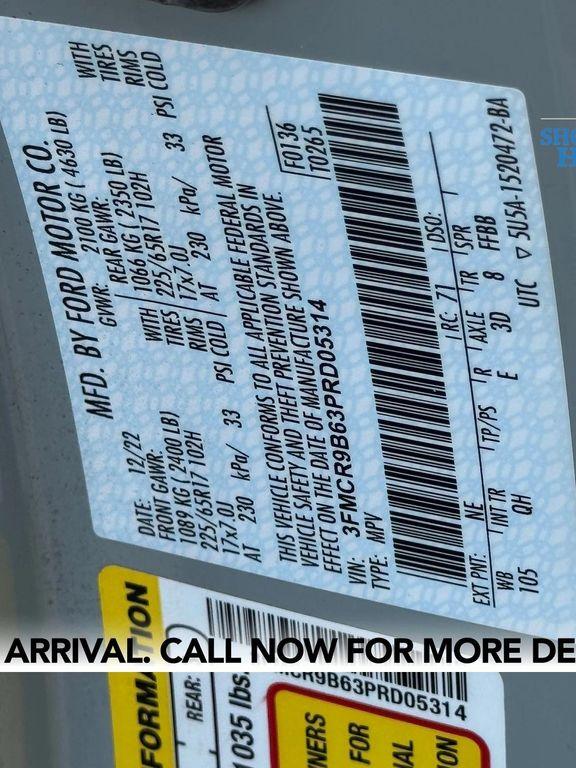 MFD. BY FORD MOTOR CO.
DATE: 12/22
GVWR: 2100 KG ( 4630 LB)
FRONT GAWR:
1089 KG ( 2400 LB)
WITH
TIRES
RIMS
PSI COLD
225/65R17 102H
17x7.0J
AT 230 kPa/ 33
REAR GAWR:
1066 KG ( 2350 LB)
WITH
TIRES
RIMS
PSI COLD
225/65R17 102H
17x7.0J
AT 230 kPa/ 33
THIS VEHICLE CONFORMS TO ALL APPLICABLE FEDERAL MOTOR
VEHICLE SAFETY AND THEFT PREVENTION STANDARDS IN
EFFECT ON THE DATE OF MANUFACTURE SHOWN ABOVE.
VIN: 3FMCR9B63PRD05314
TYPE: MPV
F0136
T0265
EXT PNT: NE RC: 71 DSO:
WB INT TR TP/PS R AXLE TR SPR
105 QH E 3D 8 FFBB
UTC ▽ 5U5A-1520472-BA
SHO
H
ARRIVAL. CALL NOW FOR MORE DE
FORMATION
REAR:
1035 lbs.
MCR9B63PRD05314
NERS
FOR
AL
ON